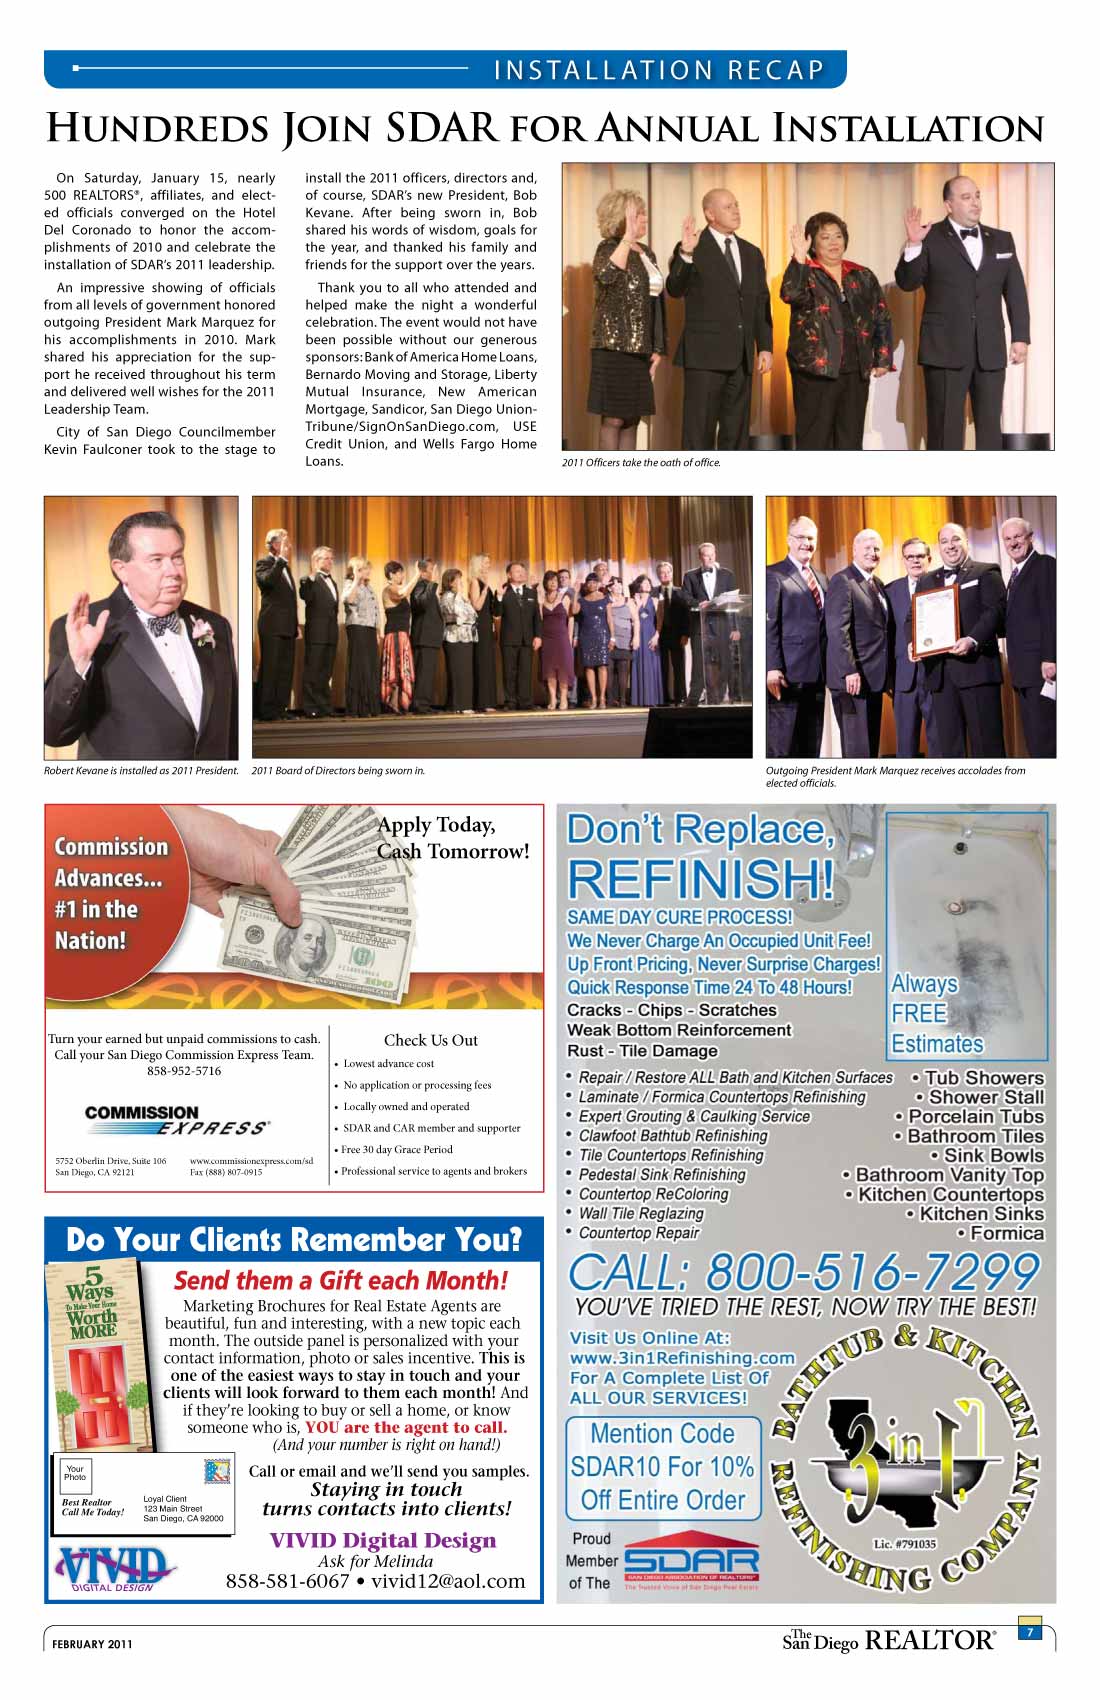 INSTALLATION RECAP
HUNDREDS JOIN SDAR FOR ANNUAL INSTALLATION
On Saturday, January 15, nearly
500 REALTORS®, affiliates, and elect-
ed officials converged on the Hotel
Del Coronado to honor the accom-
plishments of 2010 and celebrate the
installation of SDAR's 2011 leadership.
An impressive showing of officials
from all levels of government honored
outgoing President Mark Marquez for
his accomplishments in 2010. Mark
shared his appreciation for the sup-
port he received throughout his term
and delivered well wishes for the 2011
Leadership Team.
City of San Diego Councilmember
Kevin Faulconer took to the stage to
install the 2011 officers, directors and,
of course, SDAR's new President, Bob
Kevane. After being sworn in, Bob
shared his words of wisdom, goals for
the year, and thanked his family and
friends for the support over the years.
Thank you to all who attended and
helped make the night a wonderful
celebration. The event would not have
been possible without our generous
sponsors: Bank of America Home Loans,
Bernardo Moving and Storage, Liberty
Mutual Insurance, New American
Mortgage, Sandicor, San Diego Union-
Tribune/SignOnSanDiego.com, USE
Credit Union, and Wells Fargo Home
Loans.
2011 Officers take the oath of office.
Robert Kevane is installed as 2011 President.
2011 Board of Directors being sworn in.
Outgoing President Mark Marquez receives accolades from
elected officials.
Commission
Advances...
#1 in the
Nation!
Apply Today,
Cash Tomorrow!
Turn your earned but unpaid commissions to cash.
Call your San Diego Commission Express Team.
858-952-5716
COMMISSION
EXPRESS®
5752 Oberlin Drive, Suite 106
San Diego, CA 92121
www.commissionexpress.com/sd
Fax (888) 807-0915
Check Us Out
• Lowest advance cost
• No application or processing fees
• Locally owned and operated
• SDAR and CAR member and supporter
• Free 30 day Grace Period
• Professional service to agents and brokers
Do Your Clients Remember You?
5
Ways
To Make Your Home
Worth
MORE
Send them a Gift each Month!
Marketing Brochures for Real Estate Agents are
beautiful, fun and interesting, with a new topic each
month. The outside panel is personalized with your
contact information, photo or sales incentive. This is
one of the easiest ways to stay in touch and your
clients will look forward to them each month! And
if they're looking to buy or sell a home, or know
someone who is, YOU are the agent to call.
(And your number is right on hand!)
Your
Photo
Best Realtor
Call Me Today!
Loyal Client
123 Main Street
San Diego, CA 92000
Call or email and we'll send you samples.
Staying in touch
turns contacts into clients!
VIVID Digital Design
Ask for Melinda
858-581-6067 • vivid12@aol.com
VIVID
DIGITAL DESIGN
Don't Replace,
REFINISH!
SAME DAY CURE PROCESS!
We Never Charge An Occupied Unit Fee!
Up Front Pricing, Never Surprise Charges!
Quick Response Time 24 To 48 Hours!
Cracks - Chips - Scratches
Weak Bottom Reinforcement
Rust - Tile Damage
Always
FREE
Estimates
• Repair / Restore ALL Bath and Kitchen Surfaces
• Laminate / Formica Countertops Refinishing
• Expert Grouting & Caulking Service
• Clawfoot Bathtub Refinishing
• Tile Countertops Refinishing
• Pedestal Sink Refinishing
• Countertop ReColoring
• Wall Tile Reglazing
• Countertop Repair
• Tub Showers
• Shower Stall
• Porcelain Tubs
• Bathroom Tiles
• Sink Bowls
• Bathroom Vanity Top
• Kitchen Countertops
• Kitchen Sinks
• Formica
CALL: 800-516-7299
YOU'VE TRIED THE REST, NOW TRY THE BEST!
Visit Us Online At:
www.3in1Refinishing.com
For A Complete List Of
ALL OUR SERVICES!
Mention Code
SDAR10 For 10%
Off Entire Order
Proud
Member
of The
SDAR
SAN DIEGO ASSOCIATION OF REALTORS®
The Trusted Voice of San Diego Real Estate
BATHTUB & KITCHEN
3 in 1
Lic. #791035
REFINISHING COMPANY
FEBRUARY 2011
The San Diego REALTOR®
7